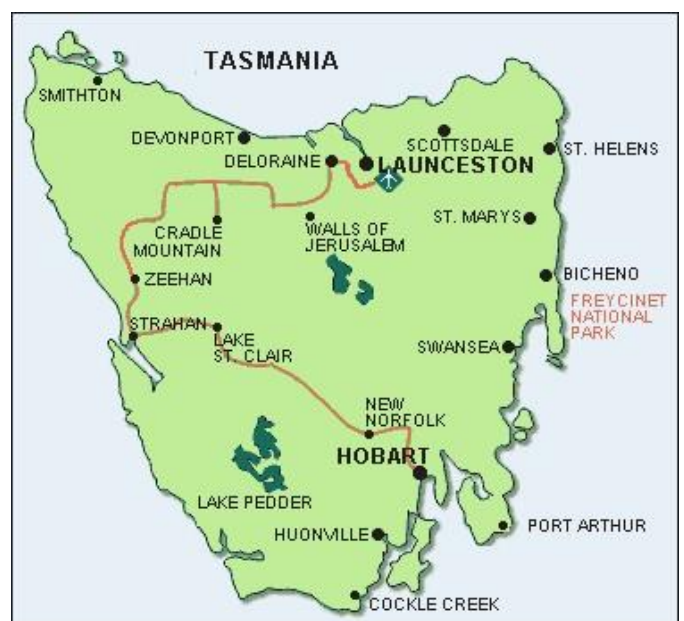 TASMANIA
SMITHTON
DEVONPORT
SCOTTSDALE
ST. HELENS
DELORAINE
LAUNCESTON
CRADLE
MOUNTAIN
WALLS OF
JERUSALEM
ST. MARYS
ZEEHAN
BICHENO
FREYCINET
NATIONAL
PARK
STRAHAN
LAKE
ST. CLAIR
SWANSEA
NEW
NORFOLK
HOBART
LAKE PEDDER
HUONVILLE
PORT ARTHUR
COCKLE CREEK